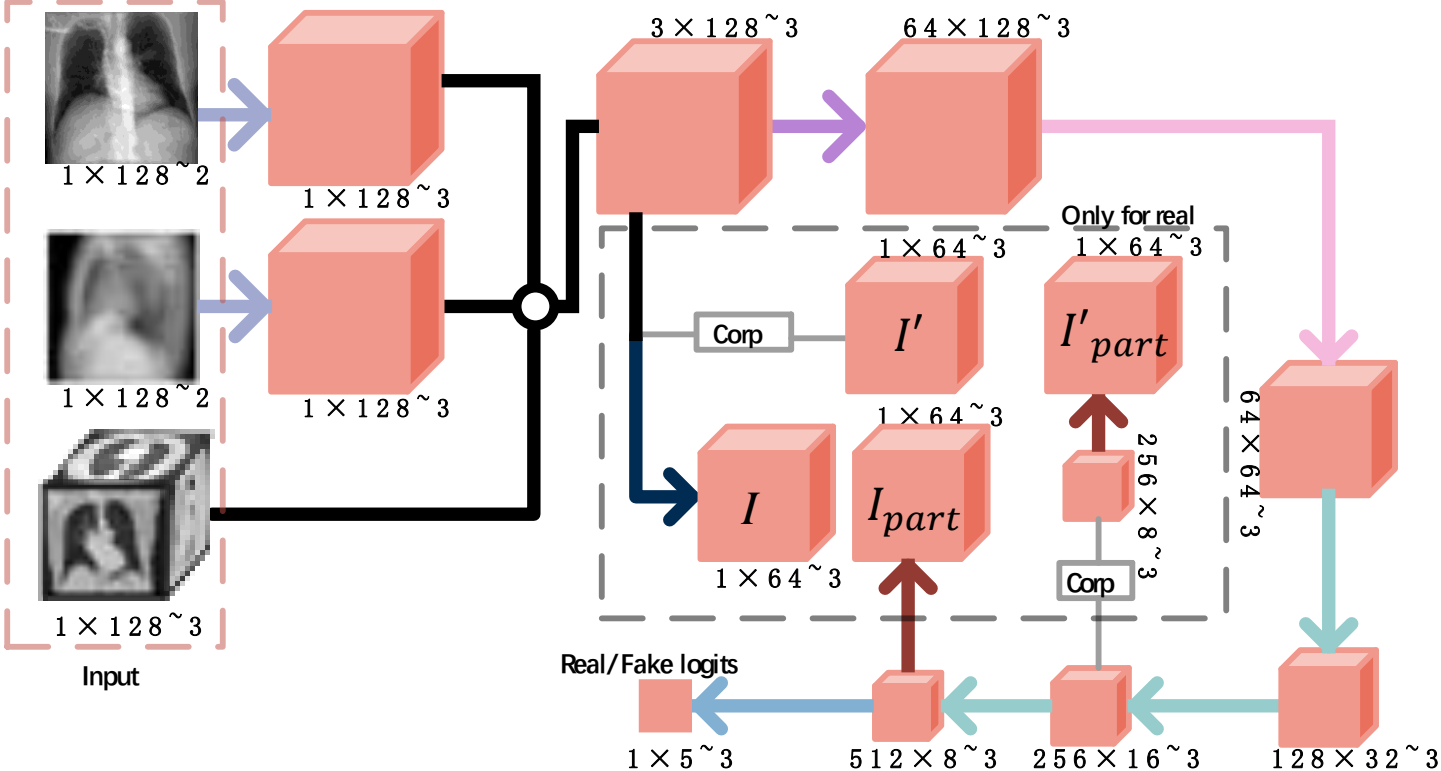 1×128~2
1×128~3
3×128~3
64×128~3
Only for real
1×64~3
1×64~3
1×128~2
1×128~3
Corp
I′
I′part
1×64~3
64×64~3
256×8~3
I
Ipart
1×64~3
Corp
1×128~3
Input
Real/Fake logits
1×5~3
512×8~3
256×16~3
128×32~3